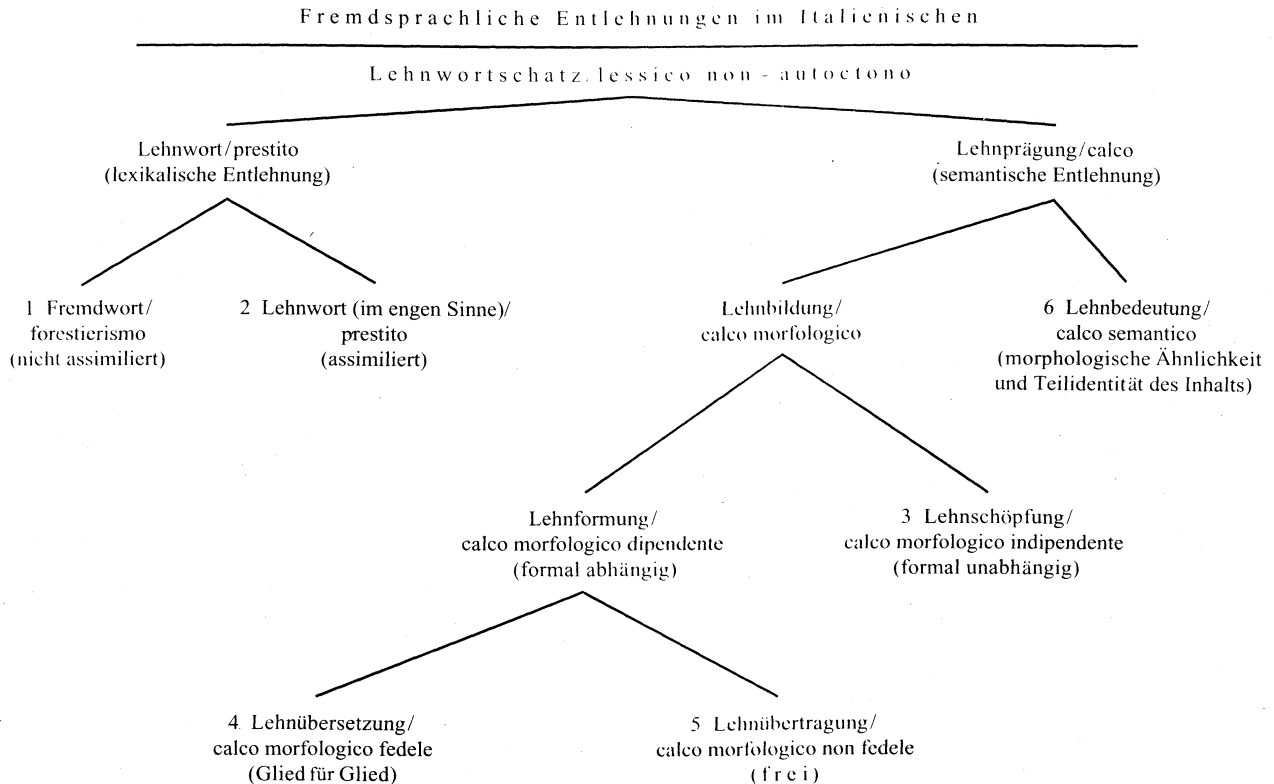 Fremdsprachliche Entlehnungen im Italienischen
Lehnwortschatz/lessico non-autoctono
Lehnwort/prestito
(lexikalische Entlehnung)
Lehnprägung/calco
(semantische Entlehnung)
1 Fremdwort/
forestierismo
(nicht assimiliert)
2 Lehnwort (im engen Sinne)/
prestito
(assimiliert)
Lehnbildung/
calco morfologico
6 Lehnbedeutung/
calco semantico
(morphologische Ähnlichkeit
und Teilidentität des Inhalts)
Lehnformung/
calco morfologico dipendente
(formal abhängig)
3 Lehnschöpfung/
calco morfologico indipendente
(formal unabhängig)
4 Lehnübersetzung/
calco morfologico fedele
(Glied für Glied)
5 Lehnübertragung/
calco morfologico non fedele
(frei)